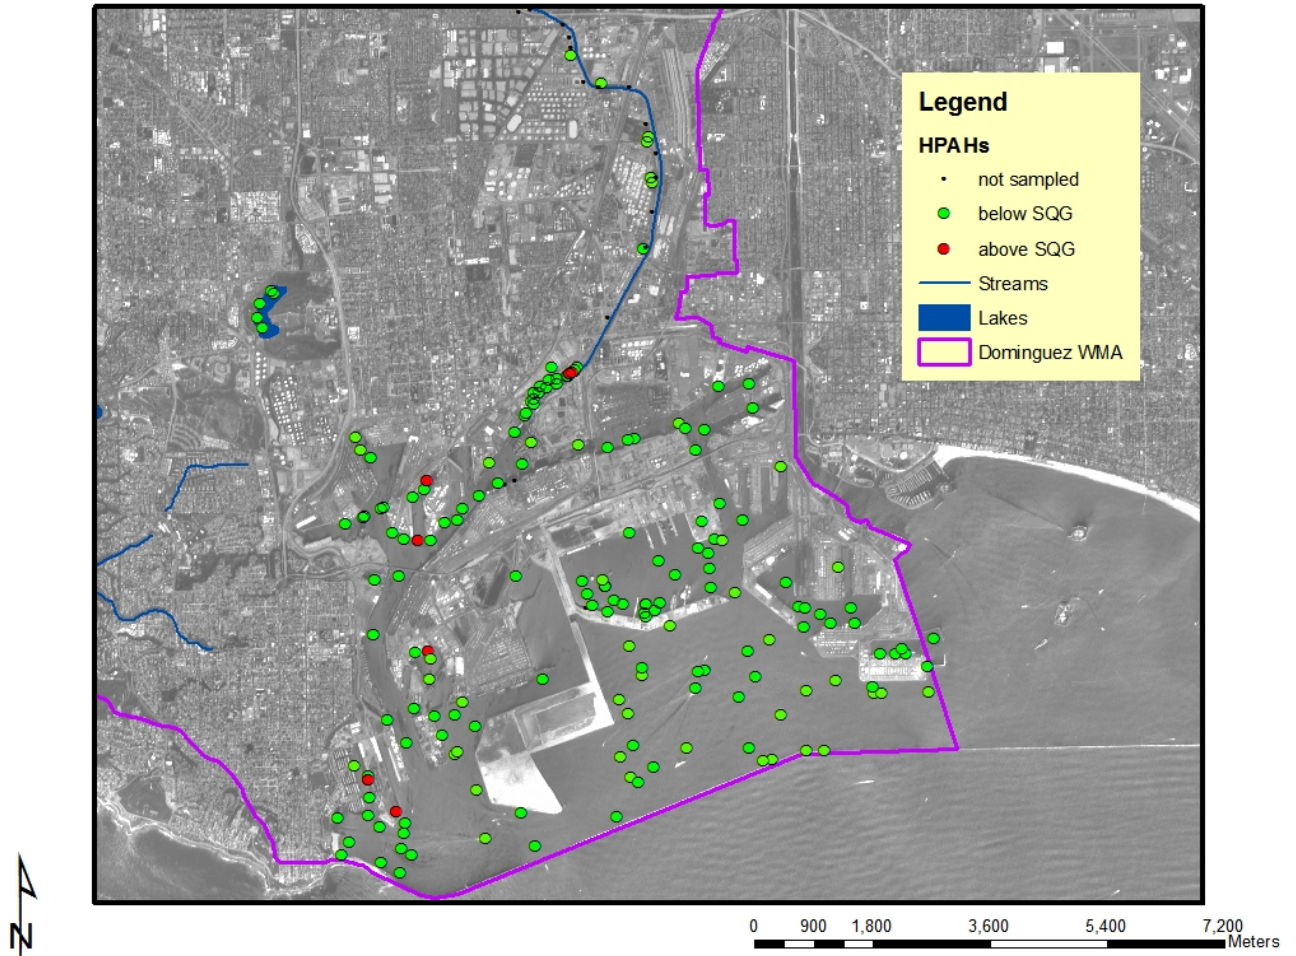 Legend
HPAHs
not sampled
below SQG
above SQG
Streams
Lakes
Dominguez WMA
N
0 900 1,800 3,600 5,400 7,200
Meters